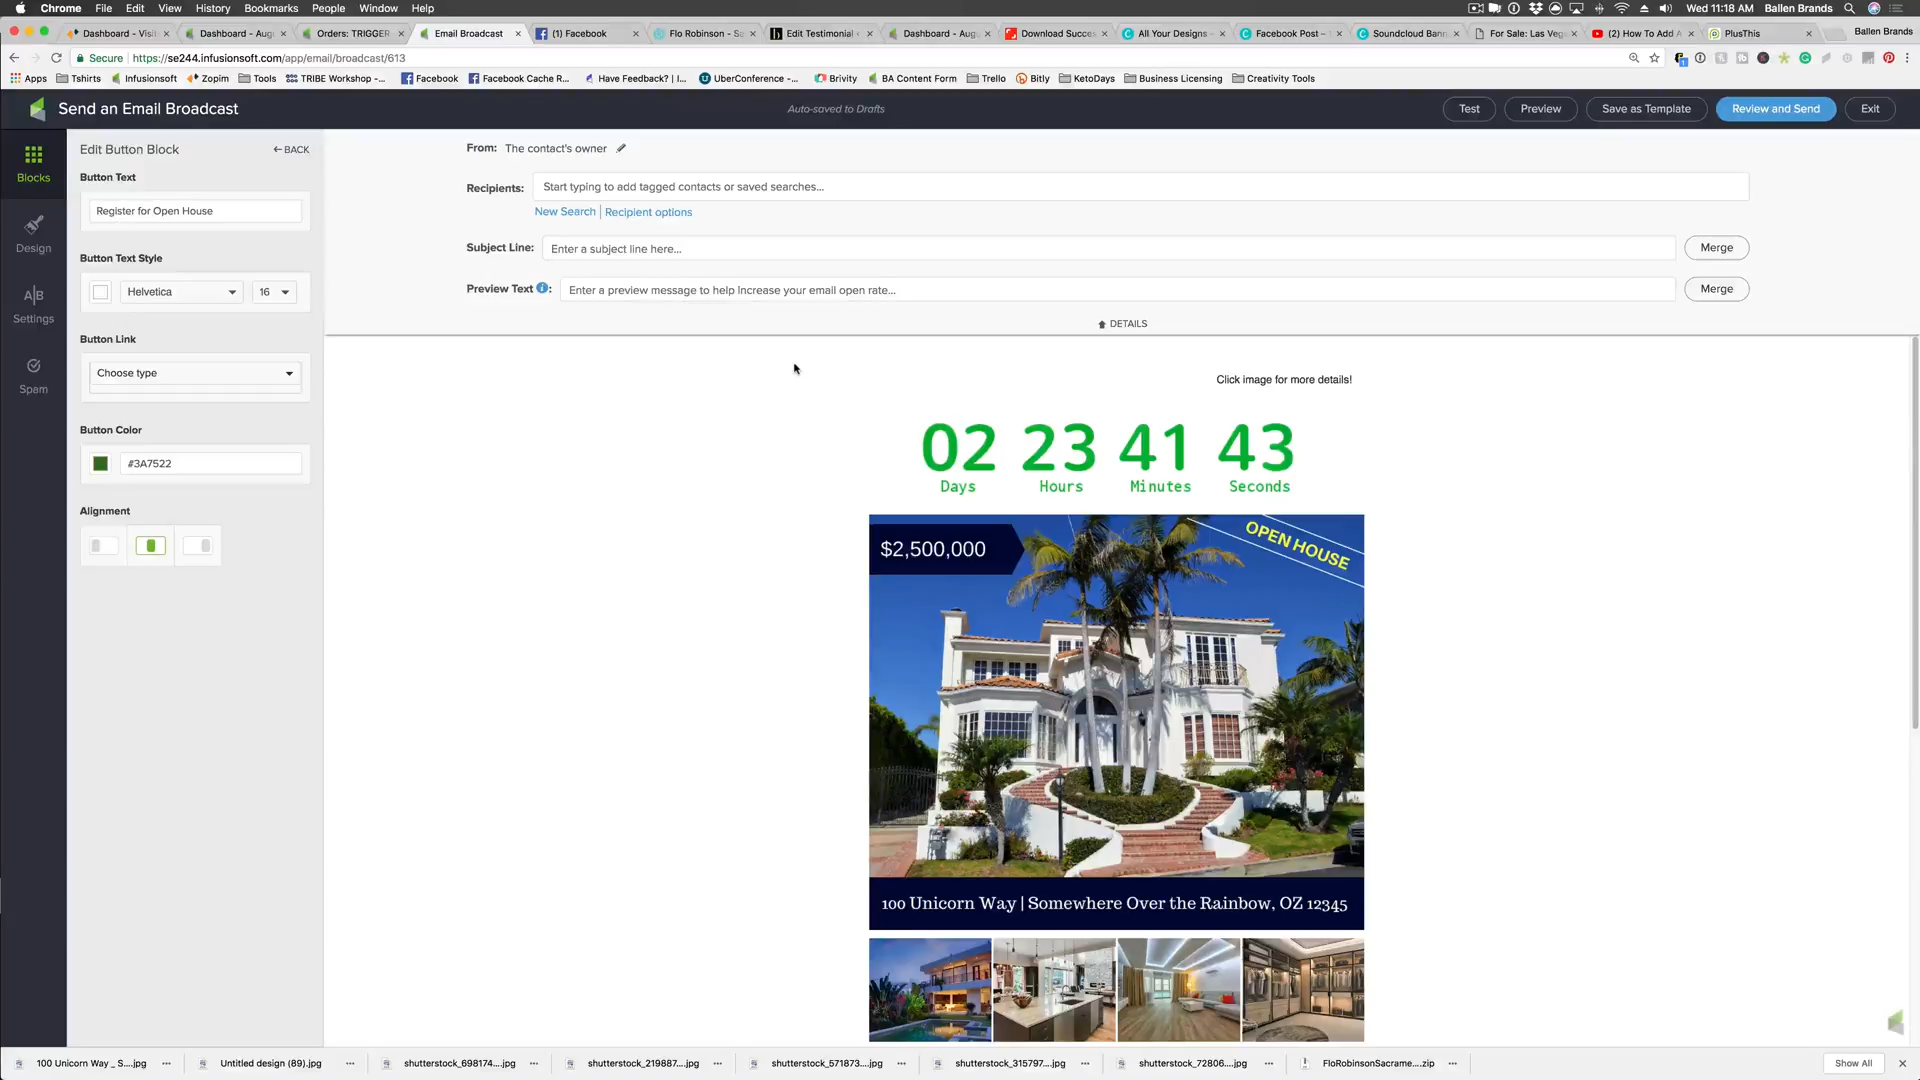 Chrome File Edit View History Bookmarks People Window Help Wed 11:18 AM Ballen Brands
Dashboard - Visi Dashboard - Augu Orders: TRIGGER Email Broadcast (1) Facebook Flo Robinson - Sa Edit Testimonial Dashboard - Augu Download Succes All Your Designs - Facebook Post – Soundcloud Bann For Sale: Las Veg (2) How To Add A PlusThis Ballen Brands
Secure https://se244.infusionsoft.com/app/email/broadcast/613
Apps Tshirts Infusionsoft Zopim Tools TRIBE Workshop -... Facebook Facebook Cache R... Have Feedback? | I... UberConference -... Brivity BA Content Form Trello Bitly KetoDays Business Licensing Creativity Tools
Send an Email Broadcast Auto-saved to Drafts Test Preview Save as Template Review and Send Exit
Blocks
Design
A|B
Settings
Spam
Edit Button Block BACK
Button Text
Register for Open House
Button Text Style
Helvetica 16
Button Link
Choose type
Button Color
#3A7522
Alignment
From: The contact's owner
Recipients: Start typing to add tagged contacts or saved searches...
New Search | Recipient options
Subject Line: Enter a subject line here... Merge
Preview Text : Enter a preview message to help increase your email open rate... Merge
DETAILS
Click image for more details!
02 23 41 43
Days Hours Minutes Seconds
$2,500,000
OPEN HOUSE
100 Unicorn Way | Somewhere Over the Rainbow, OZ 12345
100 Unicorn Way _ S....jpg Untitled design (89).jpg shutterstock_698174....jpg shutterstock_219887....jpg shutterstock_571873....jpg shutterstock_315797....jpg shutterstock_72806....jpg FloRobinsonSacrame....zip Show All